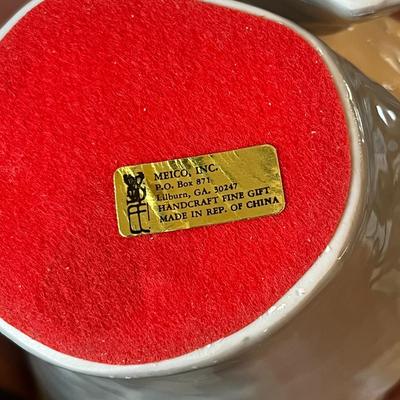 MEICO, INC.
P.O. Box 871
Lilburn, GA. 30247
HANDCRAFT FINE GIFT
MADE IN REP. OF CHINA